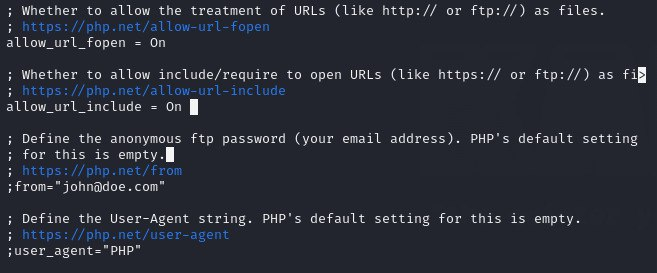 ; Whether to allow the treatment of URLs (like http:// or ftp://) as files.
; https://php.net/allow-url-fopen
allow_url_fopen = On
; Whether to allow include/require to open URLs (like https:// or ftp://) as fi>
; https://php.net/allow-url-include
allow_url_include = On
; Define the anonymous ftp password (your email address). PHP's default setting
; for this is empty.
; https://php.net/from
;from="john@doe.com"
; Define the User-Agent string. PHP's default setting for this is empty.
; https://php.net/user-agent
;user_agent="PHP"